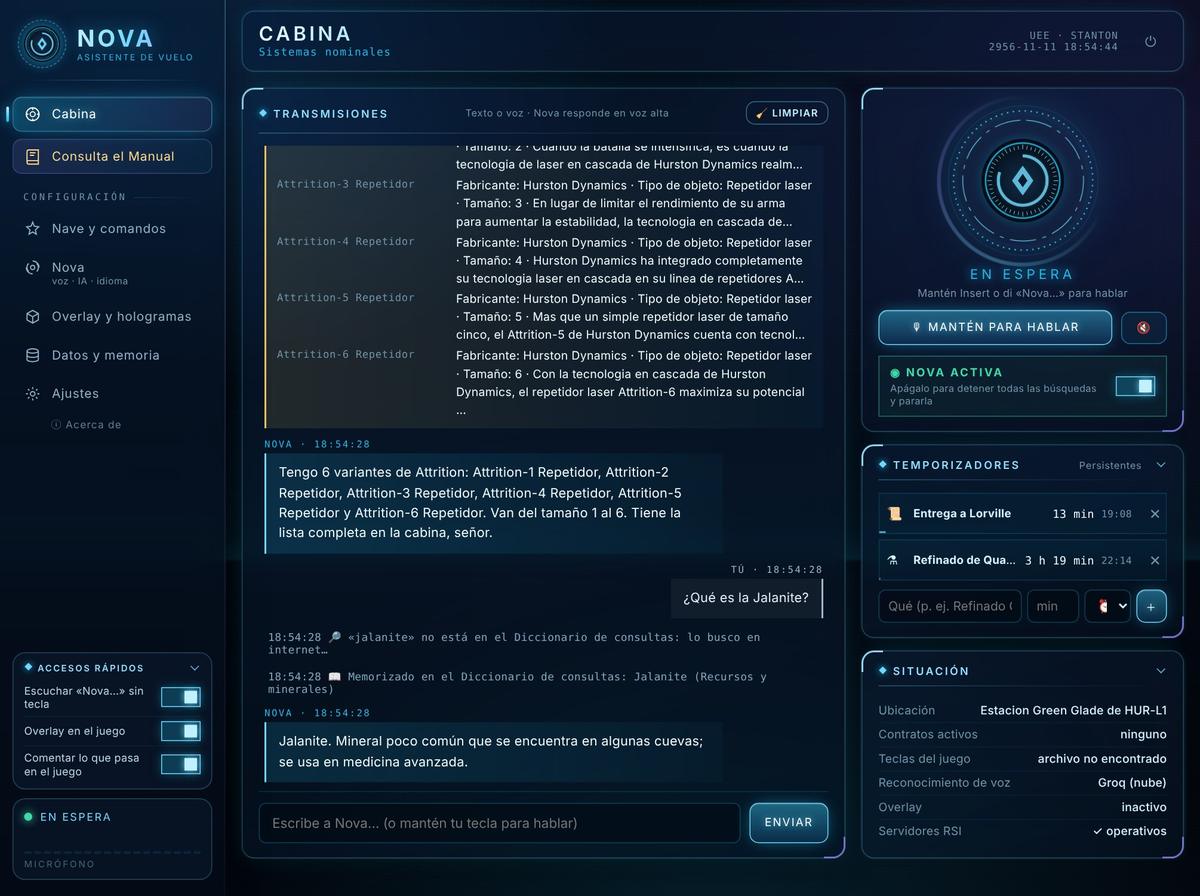 NOVA
ASISTENTE DE VUELO
Cabina
Consulta el Manual
CONFIGURACIÓN
Nave y comandos
Nova
voz · IA · idioma
Overlay y hologramas
Datos y memoria
Ajustes
ⓘ Acerca de
ACCESOS RÁPIDOS
Escuchar «Nova…» sin
tecla
Overlay en el juego
Comentar lo que pasa
en el juego
EN ESPERA
MICRÓFONO
CABINA
Sistemas nominales
UEE · STANTON
2956-11-11 18:54:44
TRANSMISIONES
Texto o voz · Nova responde en voz alta
LIMPIAR
· Tamaño: 2 · Cuando la batalla se intensifica, es cuando la
tecnologia de laser en cascada de Hurston Dynamics realm…
Attrition-3 Repetidor
Fabricante: Hurston Dynamics · Tipo de objeto: Repetidor laser
· Tamaño: 3 · En lugar de limitar el rendimiento de su arma
para aumentar la estabilidad, la tecnologia en cascada de…
Attrition-4 Repetidor
Fabricante: Hurston Dynamics · Tipo de objeto: Repetidor laser
· Tamaño: 4 · Hurston Dynamics ha integrado completamente
su tecnologia laser en cascada en su linea de repetidores A…
Attrition-5 Repetidor
Fabricante: Hurston Dynamics · Tipo de objeto: Repetidor laser
· Tamaño: 5 · Mas que un simple repetidor laser de tamaño
cinco, el Attrition-5 de Hurston Dynamics cuenta con tecnol…
Attrition-6 Repetidor
Fabricante: Hurston Dynamics · Tipo de objeto: Repetidor laser
· Tamaño: 6 · Con la tecnologia en cascada de Hurston
Dynamics, el repetidor laser Attrition-6 maximiza su potencial
…
NOVA · 18:54:28
Tengo 6 variantes de Attrition: Attrition-1 Repetidor, Attrition-2
Repetidor, Attrition-3 Repetidor, Attrition-4 Repetidor, Attrition-5
Repetidor y Attrition-6 Repetidor. Van del tamaño 1 al 6. Tiene la
lista completa en la cabina, señor.
TÚ · 18:54:28
¿Qué es la Jalanite?
18:54:28 🔎 «jalanite» no está en el Diccionario de consultas: lo busco en
internet…
18:54:28 📖 Memorizado en el Diccionario de consultas: Jalanite (Recursos y
minerales)
NOVA · 18:54:28
Jalanite. Mineral poco común que se encuentra en algunas cuevas;
se usa en medicina avanzada.
Escribe a Nova… (o mantén tu tecla para hablar)
ENVIAR
EN ESPERA
Mantén Insert o di «Nova…» para hablar
MANTÉN PARA HABLAR
NOVA ACTIVA
Apágalo para detener todas las búsquedas
y pararla
TEMPORIZADORES
Persistentes
Entrega a Lorville 13 min 19:08 ✕
Refinado de Qua… 3 h 19 min 22:14 ✕
Qué (p. ej. Refinado
min
+
SITUACIÓN
Ubicación Estacion Green Glade de HUR-L1
Contratos activos ninguno
Teclas del juego archivo no encontrado
Reconocimiento de voz Groq (nube)
Overlay inactivo
Servidores RSI ✓ operativos